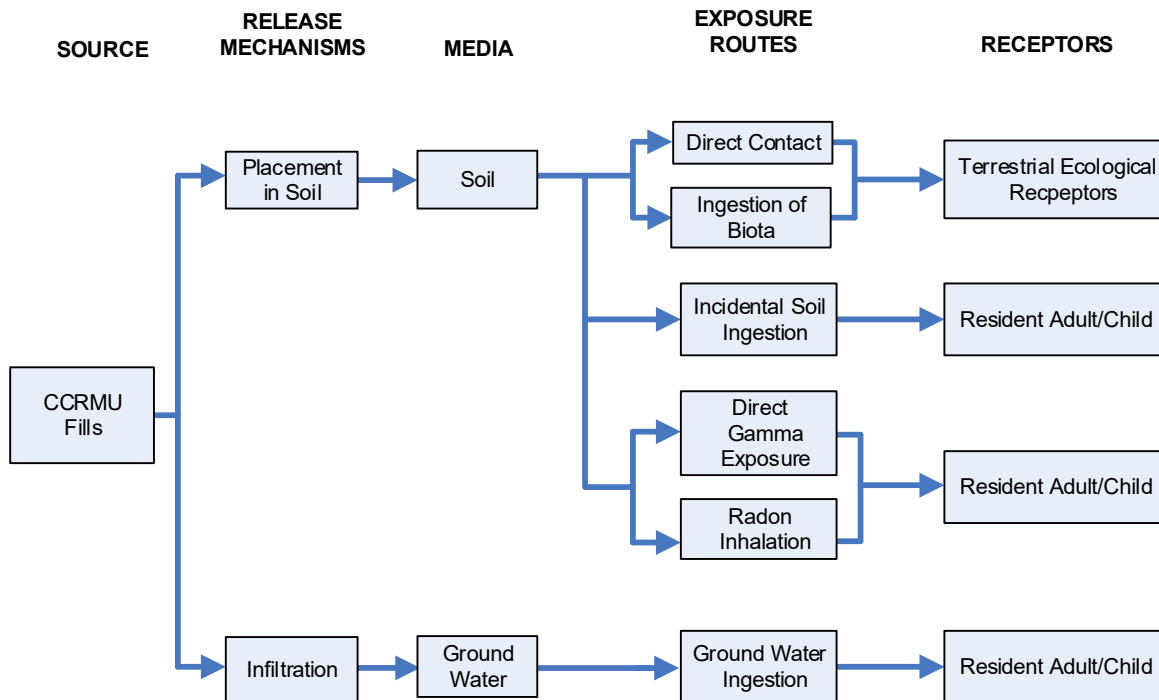 SOURCE
RELEASE
MECHANISMS
MEDIA
EXPOSURE
ROUTES
RECEPTORS
CCRMU
Fills
Placement
in Soil
Soil
Direct Contact
Ingestion of
Biota
Terrestrial Ecological
Recpeptors
Incidental Soil
Ingestion
Resident Adult/Child
Direct
Gamma
Exposure
Radon
Inhalation
Resident Adult/Child
Infiltration
Ground
Water
Ground Water
Ingestion
Resident Adult/Child